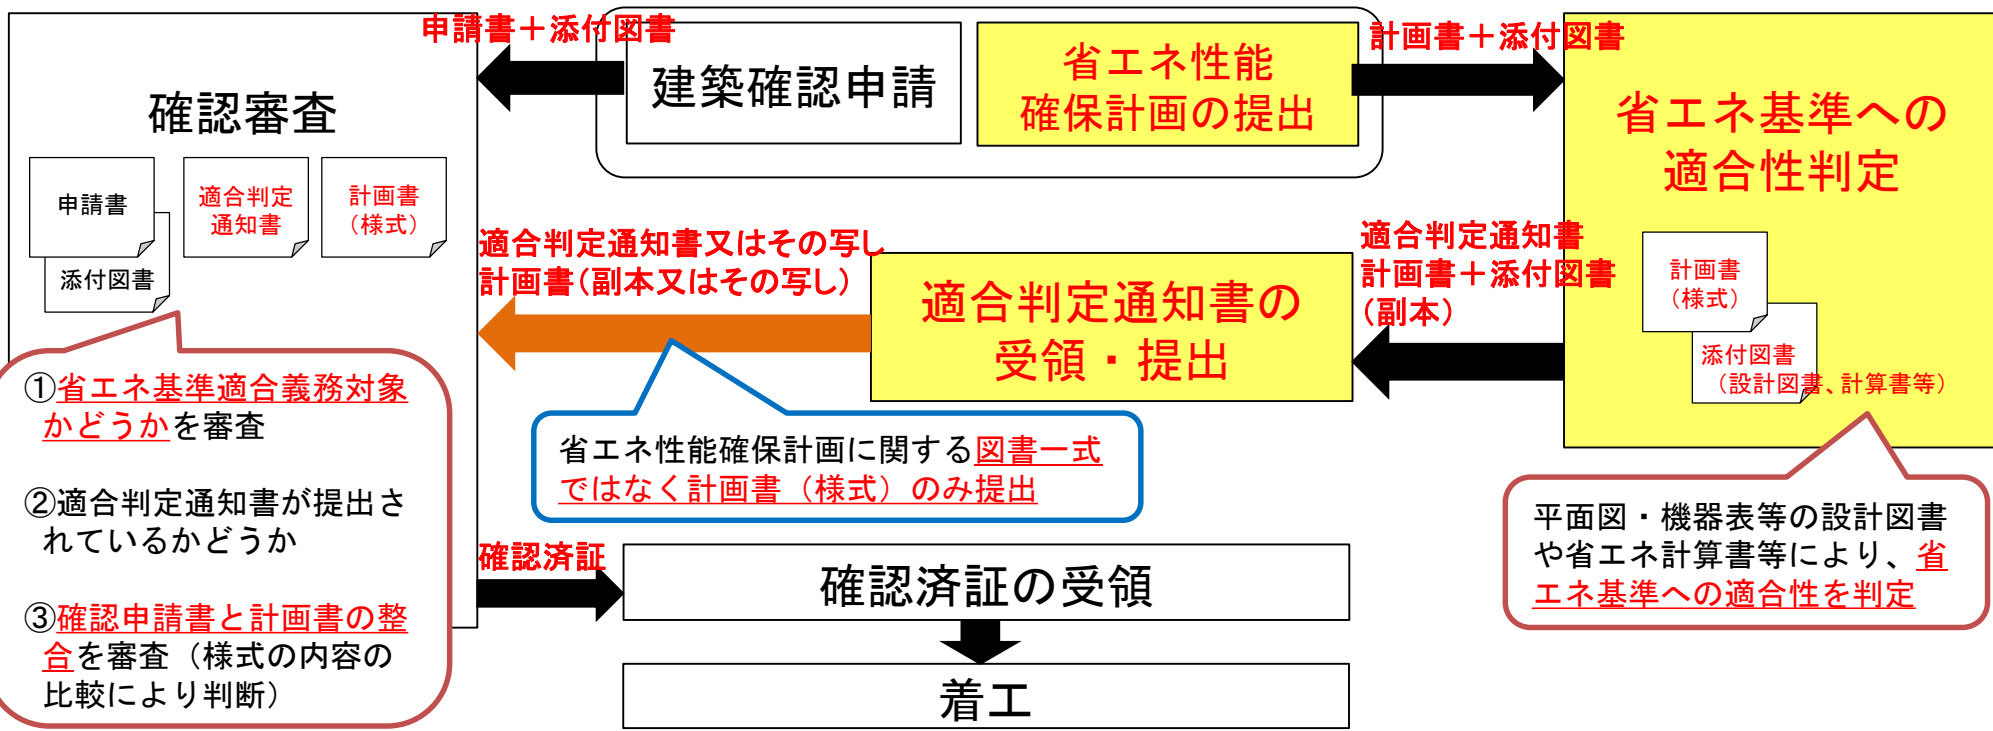 申請書＋添付図書
建築確認申請
省エネ性能
確保計画の提出
計画書＋添付図書
確認審査
申請書
添付図書
適合判定
通知書
計画書
（様式）
省エネ基準への
適合性判定
計画書
（様式）
添付図書
（設計図書、計算書等）
適合判定通知書又はその写し
計画書（副本又はその写し）
適合判定通知書の
受領・提出
適合判定通知書
計画書＋添付図書
（副本）
①省エネ基準適合義務対象
かどうかを審査
②適合判定通知書が提出さ
れているかどうか
③確認申請書と計画書の整
合を審査（様式の内容の
比較により判断）
省エネ性能確保計画に関する図書一式
ではなく計画書（様式）のみ提出
平面図・機器表等の設計図書
や省エネ計算書等により、省
エネ基準への適合性を判定
確認済証
確認済証の受領
着工